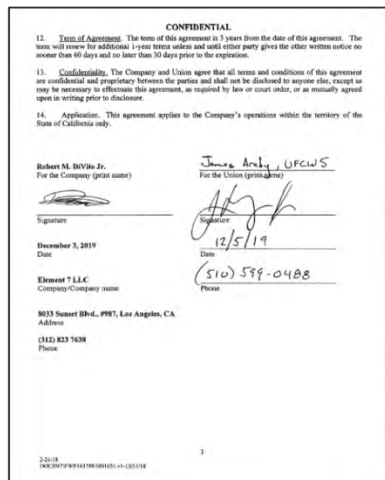 CONFIDENTIAL
12. Term of Agreement. The term of this agreement is 3 years from the date of this agreement. The
term will renew for additional 1-year terms unless and until either party gives the other written notice no
sooner than 60 days and no later than 30 days prior to the expiration.
13. Confidentiality. The Company and Union agree that all terms and conditions of this agreement
are confidential and proprietary between the parties and shall not be disclosed to anyone else, except as
may be necessary to effectuate this agreement, as required by law or court order, or as mutually agreed
upon in writing prior to disclosure.
14. Application. This agreement applies to the Company's operations within the territory of the
State of California only.
Robert M. DiVito Jr.
For the Company (print name)
James Araby, UFCW5
For the Union (print name)
Signature
Signature
December 3, 2019
Date
12/5/19
Date
Element 7 LLC
Company/Company name
(510) 599-0488
Phone
8033 Sunset Blvd., #987, Los Angeles, CA
Address
(312) 823 7638
Phone
3
2-21-18